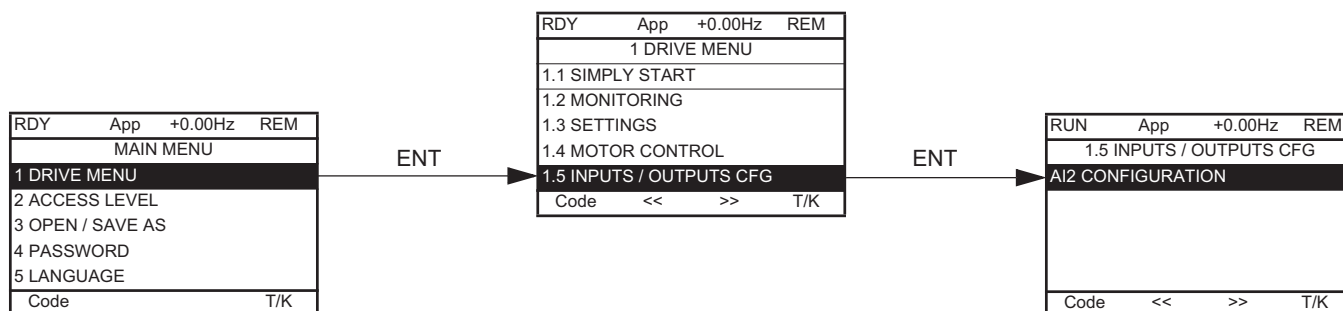 RDY App +0.00Hz REM
MAIN MENU
1 DRIVE MENU
2 ACCESS LEVEL
3 OPEN / SAVE AS
4 PASSWORD
5 LANGUAGE
Code T/K
ENT
RDY App +0.00Hz REM
1 DRIVE MENU
1.1 SIMPLY START
1.2 MONITORING
1.3 SETTINGS
1.4 MOTOR CONTROL
1.5 INPUTS / OUTPUTS CFG
Code << >> T/K
ENT
RUN App +0.00Hz REM
1.5 INPUTS / OUTPUTS CFG
AI2 CONFIGURATION
Code << >> T/K